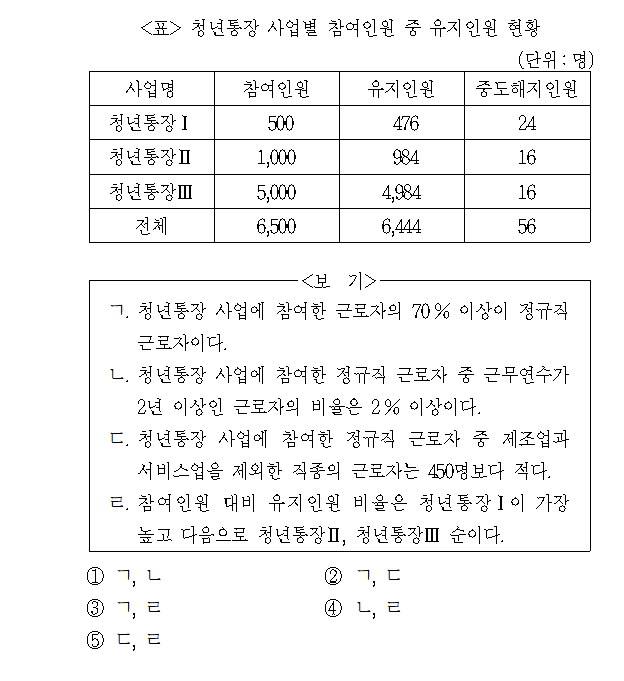 <표> 청년통장 사업별 참여인원 중 유지인원 현황
(단위 : 명)
사업명 참여인원 유지인원 중도해지인원
청년통장Ⅰ 500 476 24
청년통장Ⅱ 1,000 984 16
청년통장Ⅲ 5,000 4,984 16
전체 6,500 6,444 56
<보 기>
ㄱ. 청년통장 사업에 참여한 근로자의 70 % 이상이 정규직
근로자이다.
ㄴ. 청년통장 사업에 참여한 정규직 근로자 중 근무연수가
2년 이상인 근로자의 비율은 2 % 이상이다.
ㄷ. 청년통장 사업에 참여한 정규직 근로자 중 제조업과
서비스업을 제외한 직종의 근로자는 450명보다 적다.
ㄹ. 참여인원 대비 유지인원 비율은 청년통장Ⅰ이 가장
높고 다음으로 청년통장Ⅱ, 청년통장Ⅲ 순이다.
① ㄱ, ㄴ ② ㄱ, ㄷ
③ ㄱ, ㄹ ④ ㄴ, ㄹ
⑤ ㄷ, ㄹ